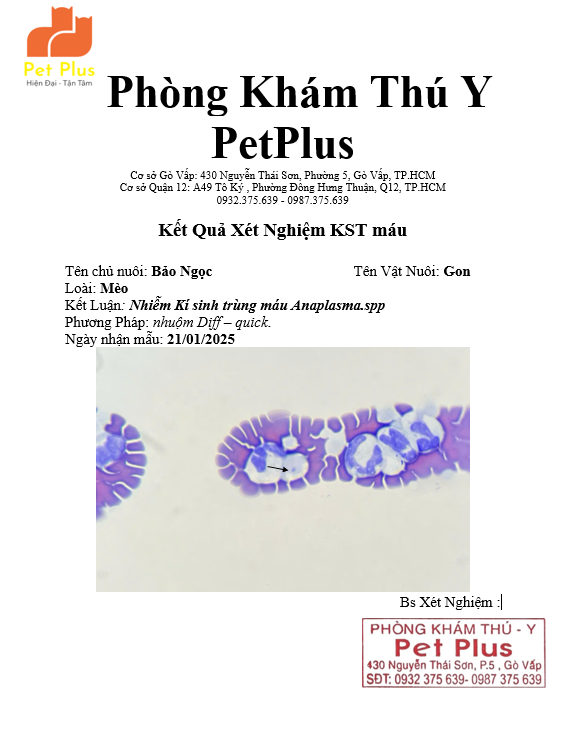 Pet Plus
Hiện Đại - Tận Tâm
Phòng Khám Thú Y
PetPlus
Cơ sở Gò Vấp: 430 Nguyễn Thái Sơn, Phường 5, Gò Vấp, TP.HCM
Cơ sở Quận 12: A49 Tô Ký , Phường Đông Hưng Thuận, Q12, TP.HCM
0932.375.639 - 0987.375.639
Kết Quả Xét Nghiệm KST máu
Tên chủ nuôi: Bảo Ngọc Tên Vật Nuôi: Gon
Loài: Mèo
Kết Luận: Nhiễm Kí sinh trùng máu Anaplasma.spp
Phương Pháp: nhuộm Diff – quick.
Ngày nhận mẫu: 21/01/2025
Bs Xét Nghiệm :
PHÒNG KHÁM THÚ - Y
Pet Plus
430 Nguyễn Thái Sơn, P.5 , Gò Vấp
SĐT: 0932 375 639- 0987 375 639